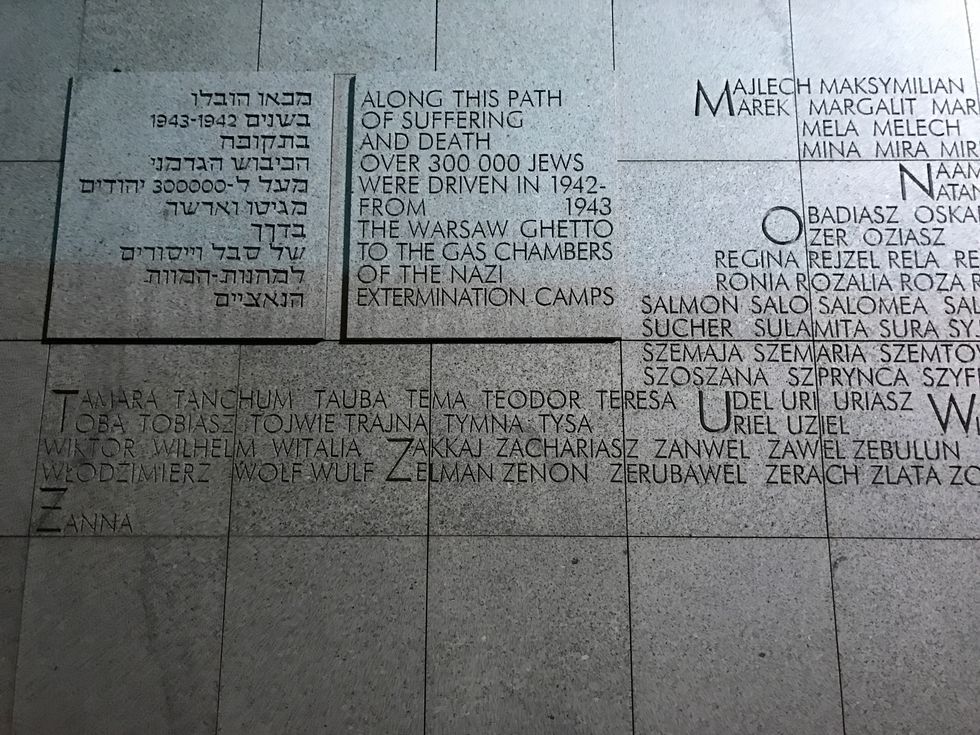 מכאו הובלו
בשנים 1943-1942
בתקופת
הכיבוש הגרמני
מעל ל-300000 יהודים
מגיטו וארשר
בדרך
של סבל וייסורים
למחנות-המוות
הנאציים
ALONG THIS PATH
OF SUFFERING
AND DEATH
OVER 300 000 JEWS
WERE DRIVEN IN 1942-
FROM 1943
THE WARSAW GHETTO
TO THE GAS CHAMBERS
OF THE NAZI
EXTERMINATION CAMPS
MAJLECH MAKSYMILIAN
MAREK MARGALIT
MELA MELECH
MINA MIRA
OBADIASZ
OZER OZIASZ
REGINA REJZEL RELA
RONIA ROZALIA ROZA
SALMON SALO SALOMEA
SUCHER SULAMITA SURA
SZEMAJA SZEMARIA
SZOSZANA SZPRYNCA
TAMARA TANCHUM TAUBA TEMA TEODOR TERESA UDEL URI URIASZ
TOBA TOBIASZ TOJWIE TRAJNA TYMNA TYSA URIEL UZIEL
WIKTOR WILHELM WITALIA ZAKKAJ ZACHARIASZ ZANWEL ZAWEL ZEBULUN
WŁODZIMIERZ WOLF WULF ZELMAN ZENON ZERUBAWEL ZERACH ZLATA
ŻANNA